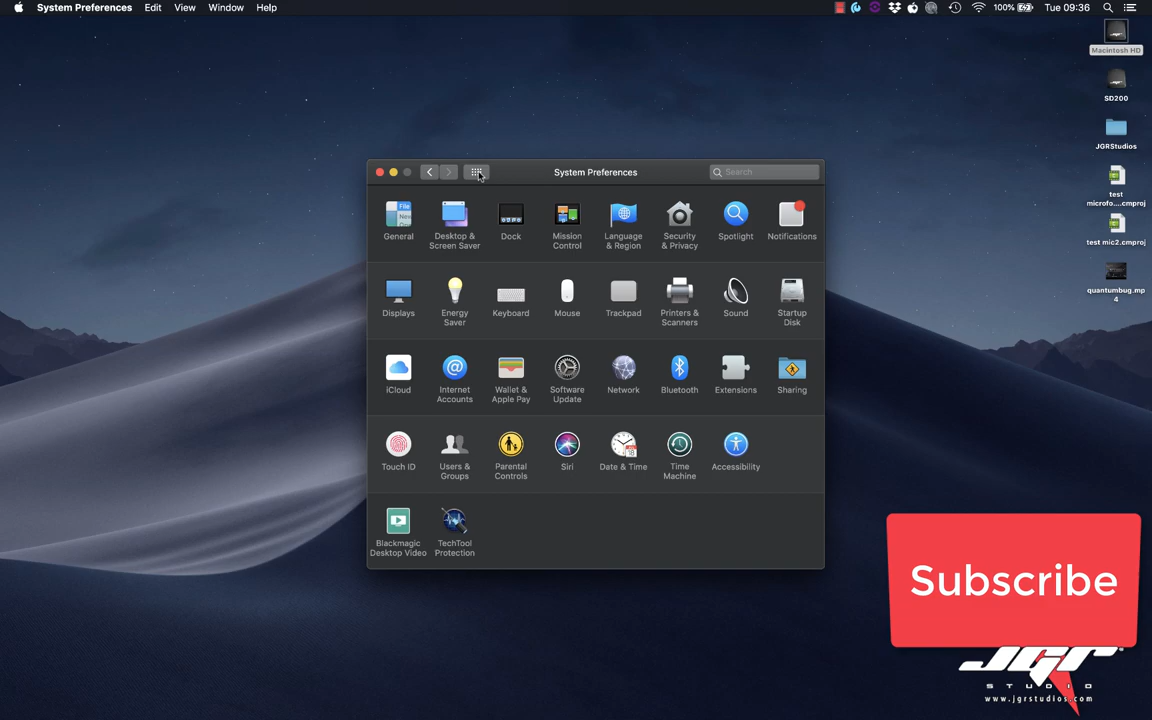 System Preferences Edit View Window Help
100% Tue 09:36
Macintosh HD
SD200
JGRStudios
test
microfo....cmproj
test mic2.cmproj
quantumbug.mp
4
System Preferences
Search
General
Desktop &
Screen Saver
Dock
Mission
Control
Language
& Region
Security
& Privacy
Spotlight
Notifications
Displays
Energy
Saver
Keyboard
Mouse
Trackpad
Printers &
Scanners
Sound
Startup
Disk
iCloud
Internet
Accounts
Wallet &
Apple Pay
Software
Update
Network
Bluetooth
Extensions
Sharing
Touch ID
Users &
Groups
Parental
Controls
Siri
Date & Time
Time
Machine
Accessibility
Blackmagic
Desktop Video
TechTool
Protection
Subscribe
JGR
STUDIO
www.jgrstudios.com